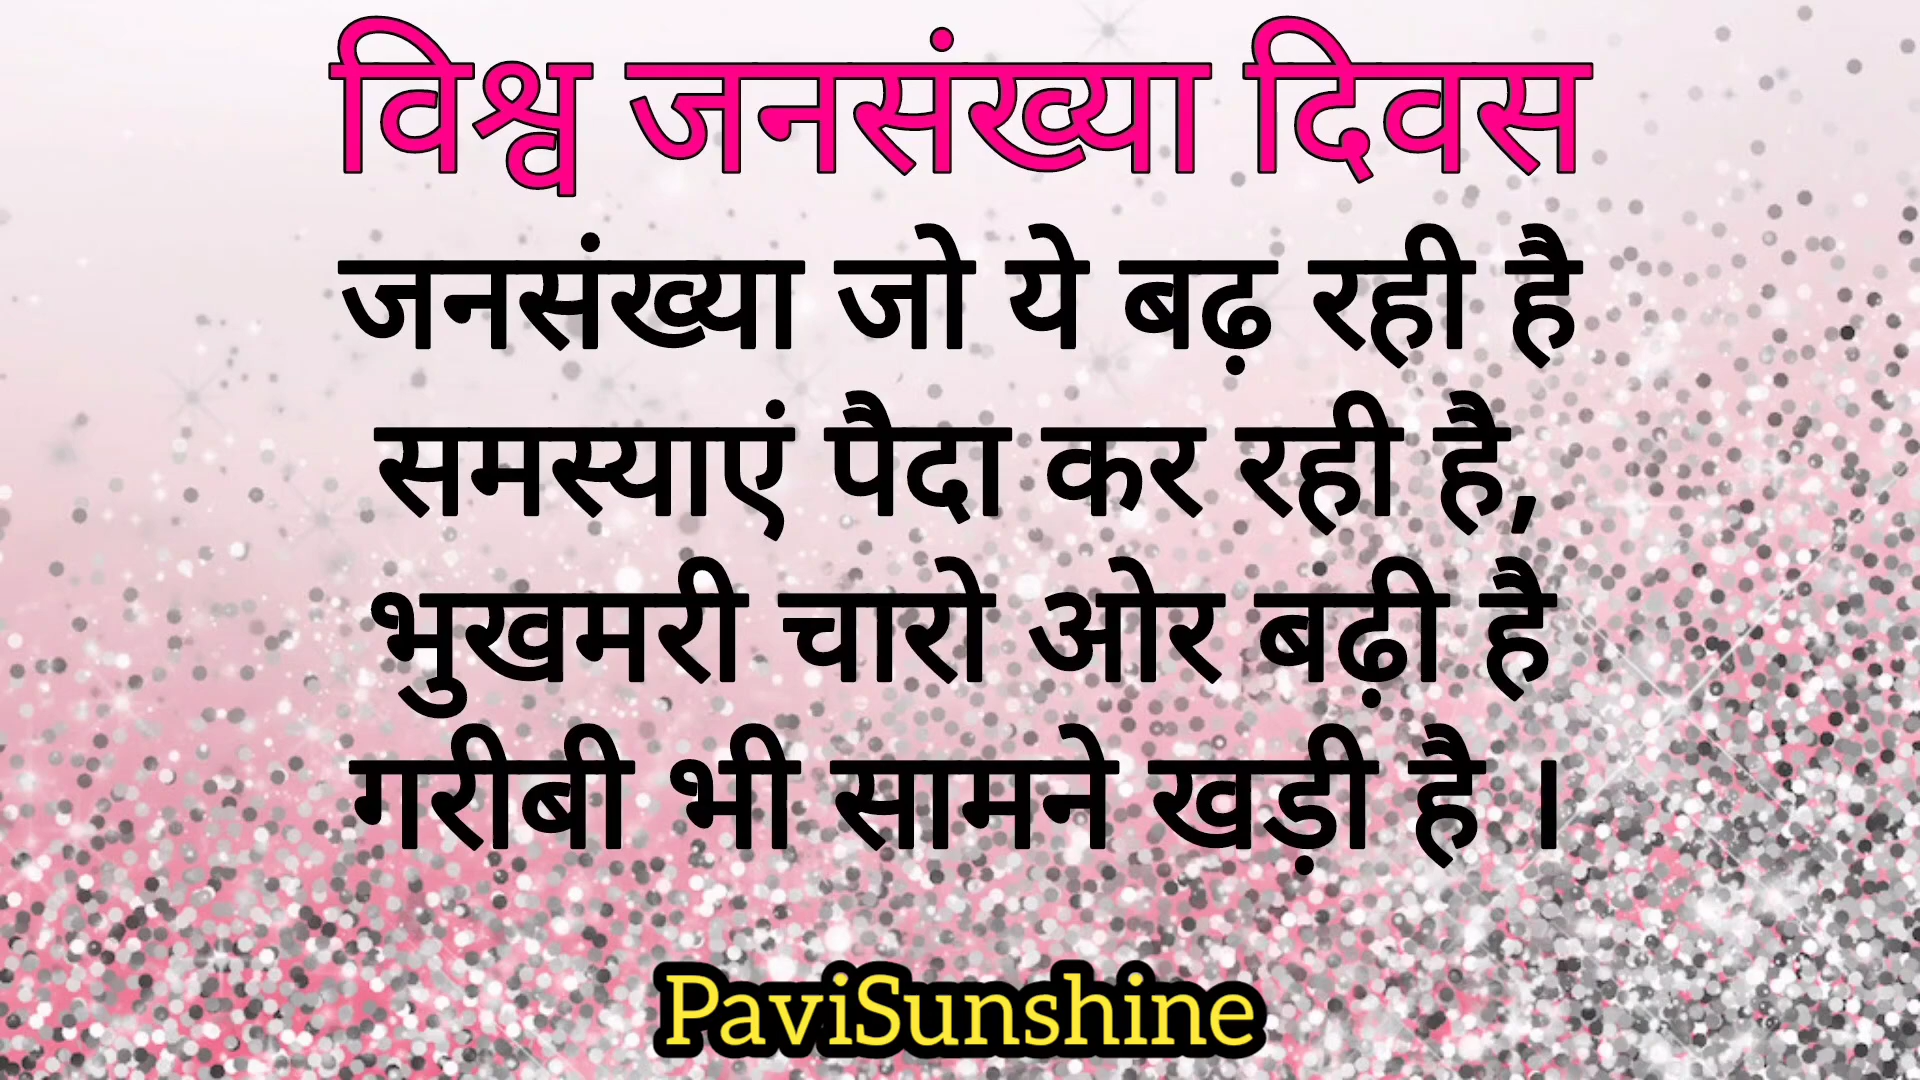 विश्व जनसंख्या दिवस
जनसंख्या जो ये बढ़ रही है
समस्याएं पैदा कर रही है,
भुखमरी चारो ओर बढ़ी है
गरीबी भी सामने खड़ी है ।
PaviSunshine